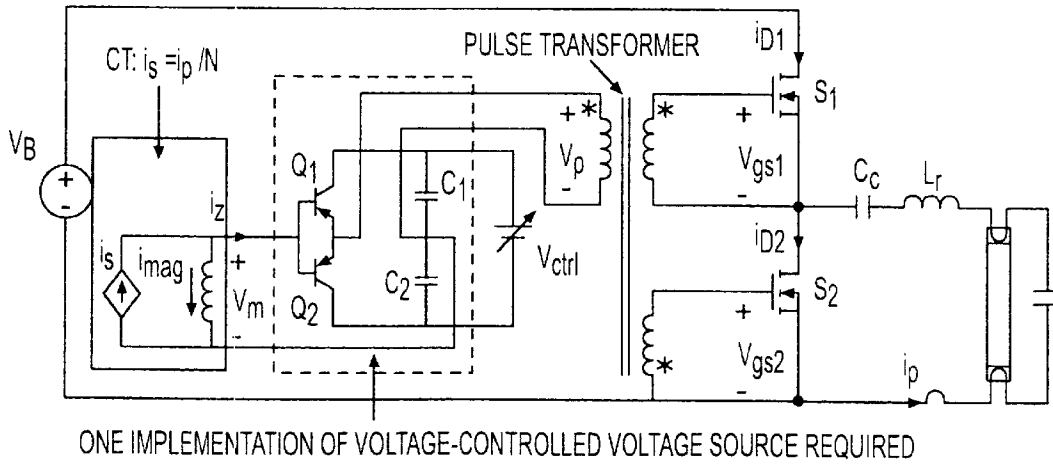 PULSE TRANSFORMER
CT: is =ip /N
iD1
S1
VB
+
-
Q1
C1
+
*
Vp
-
*
+
Vgs1
-
Cc
Lr
iz
is
imag
+
Vm
-
Q2
C2
Vctrl
iD2
S2
+
Vgs2
-
*
ip
ONE IMPLEMENTATION OF VOLTAGE-CONTROLLED VOLTAGE SOURCE REQUIRED